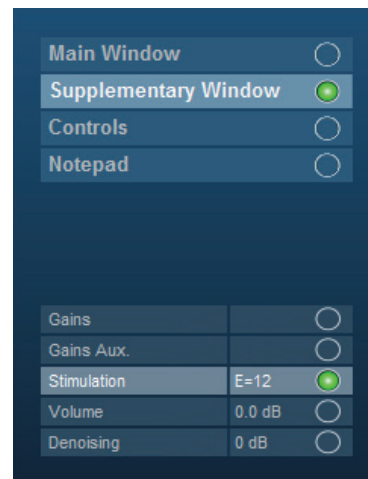 Main Window
Supplementary Window
Controls
Notepad
Gains
Gains Aux.
Stimulation E=12
Volume 0.0 dB
Denoising 0 dB